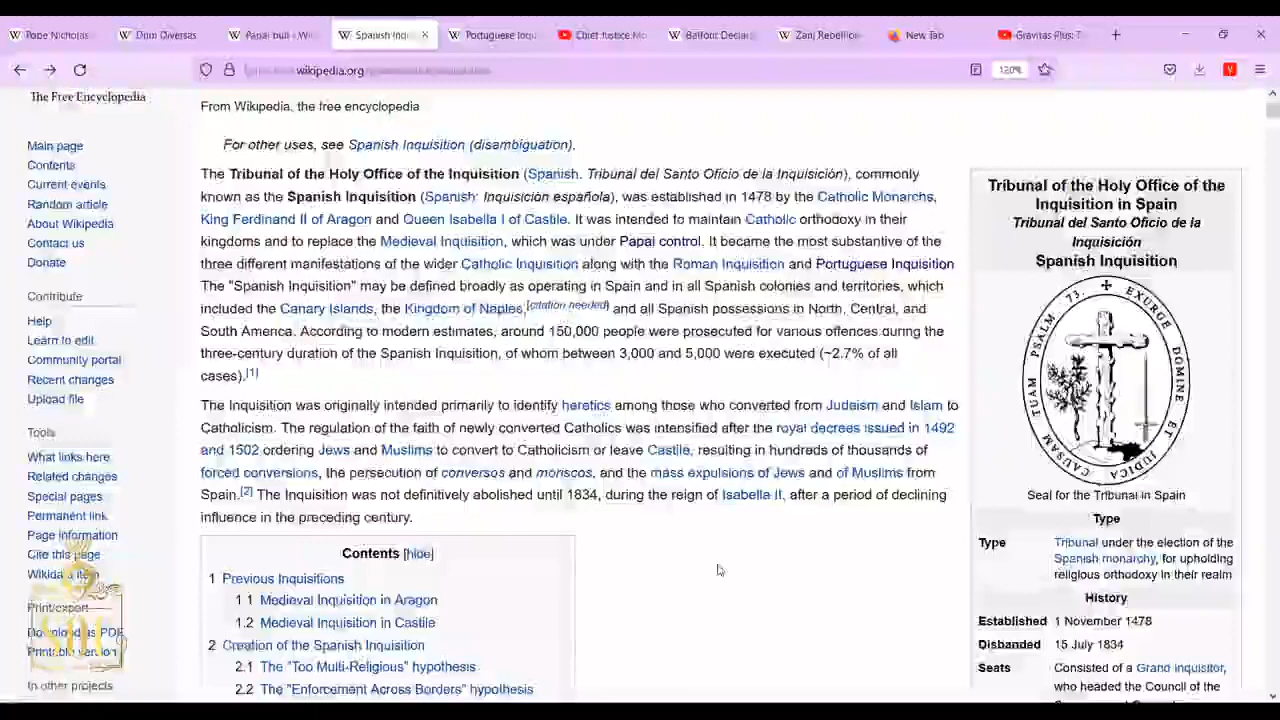 Pope Nicholas
Dum Diversas
Papal bull - Wi
Spanish Inqu
Portuguese Inqu
Chief Justice Mo
Balfour Declara
Zanj Rebellion
New Tab
Gravitas Plus: T
wikipedia.org
120%
The Free Encyclopedia
From Wikipedia, the free encyclopedia
Main page
Contents
Current events
Random article
About Wikipedia
Contact us
Donate
Contribute
Help
Learn to edit
Community portal
Recent changes
Upload file
Tools
What links here
Related changes
Special pages
Permanent link
Page information
Cite this page
Wikidata item
Print/export
Download as PDF
Printable version
In other projects
For other uses, see Spanish Inquisition (disambiguation).
The Tribunal of the Holy Office of the Inquisition (Spanish: Tribunal del Santo Oficio de la Inquisición), commonly
known as the Spanish Inquisition (Spanish: Inquisición española), was established in 1478 by the Catholic Monarchs,
King Ferdinand II of Aragon and Queen Isabella I of Castile. It was intended to maintain Catholic orthodoxy in their
kingdoms and to replace the Medieval Inquisition, which was under Papal control. It became the most substantive of the
three different manifestations of the wider Catholic Inquisition along with the Roman Inquisition and Portuguese Inquisition
The "Spanish Inquisition" may be defined broadly as operating in Spain and in all Spanish colonies and territories, which
included the Canary Islands, the Kingdom of Naples,[citation needed] and all Spanish possessions in North, Central, and
South America. According to modern estimates, around 150,000 people were prosecuted for various offences during the
three-century duration of the Spanish Inquisition, of whom between 3,000 and 5,000 were executed (~2.7% of all
cases).[1]
The Inquisition was originally intended primarily to identify heretics among those who converted from Judaism and Islam to
Catholicism. The regulation of the faith of newly converted Catholics was intensified after the royal decrees issued in 1492
and 1502 ordering Jews and Muslims to convert to Catholicism or leave Castile, resulting in hundreds of thousands of
forced conversions, the persecution of conversos and moriscos, and the mass expulsions of Jews and of Muslims from
Spain.[2] The Inquisition was not definitively abolished until 1834, during the reign of Isabella II, after a period of declining
influence in the preceding century.
Contents [hide]
1 Previous Inquisitions
1.1 Medieval Inquisition in Aragon
1.2 Medieval Inquisition in Castile
2 Creation of the Spanish Inquisition
2.1 The "Too Multi-Religious" hypothesis
2.2 The "Enforcement Across Borders" hypothesis
Tribunal of the Holy Office of the
Inquisition in Spain
Tribunal del Santo Oficio de la
Inquisición
Spanish Inquisition
EXURGE DOMINE ET JUDICA CAUSAM TUAM PSALM 73.
Seal for the Tribunal in Spain
Type
Type Tribunal under the election of the
Spanish monarchy, for upholding
religious orthodoxy in their realm
History
Established 1 November 1478
Disbanded 15 July 1834
Seats Consisted of a Grand Inquisitor,
who headed the Council of the